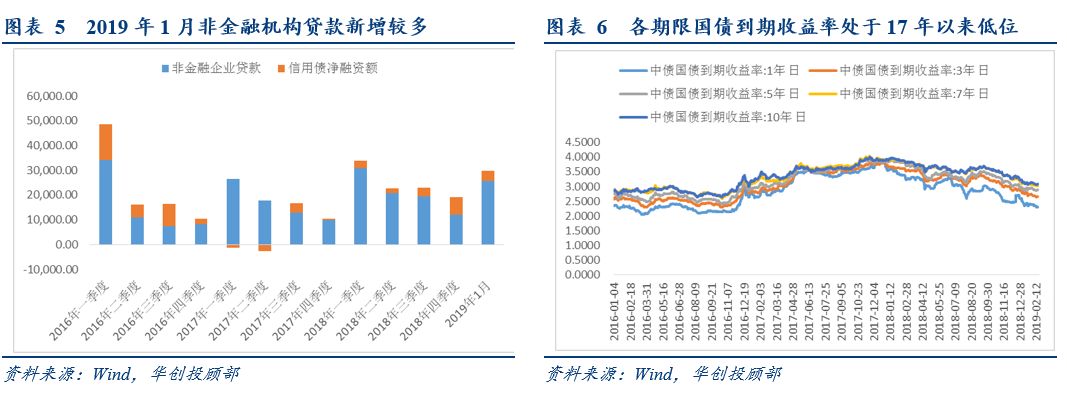 图表 5 2019 年 1 月非金融机构贷款新增较多
非金融企业贷款 信用债净融资额
60,000.00
50,000.00
40,000.00
30,000.00
20,000.00
10,000.00
0.00
-10,000.00
2016年一季度
2016年二季度
2016年三季度
2016年四季度
2017年一季度
2017年二季度
2017年三季度
2017年四季度
2018年一季度
2018年二季度
2018年三季度
2018年四季度
2019年1月
资料来源：Wind，华创投顾部
图表 6 各期限国债到期收益率处于 17 年以来低位
中债国债到期收益率:1年 日 中债国债到期收益率:3年 日
中债国债到期收益率:5年 日 中债国债到期收益率:7年 日
中债国债到期收益率:10年 日
4.5000
4.0000
3.5000
3.0000
2.5000
2.0000
1.5000
1.0000
0.5000
0.0000
2016-01-04
2016-02-18
2016-03-31
2016-05-16
2016-06-28
2016-08-09
2016-09-21
2016-11-07
2016-12-19
2017-02-03
2017-03-16
2017-04-28
2017-06-12
2017-07-25
2017-09-05
2017-10-23
2017-12-04
2018-01-16
2018-02-28
2018-04-12
2018-05-25
2018-07-09
2018-08-20
2018-09-30
2018-11-16
2018-12-28
2019-02-12
资料来源：Wind，华创投顾部